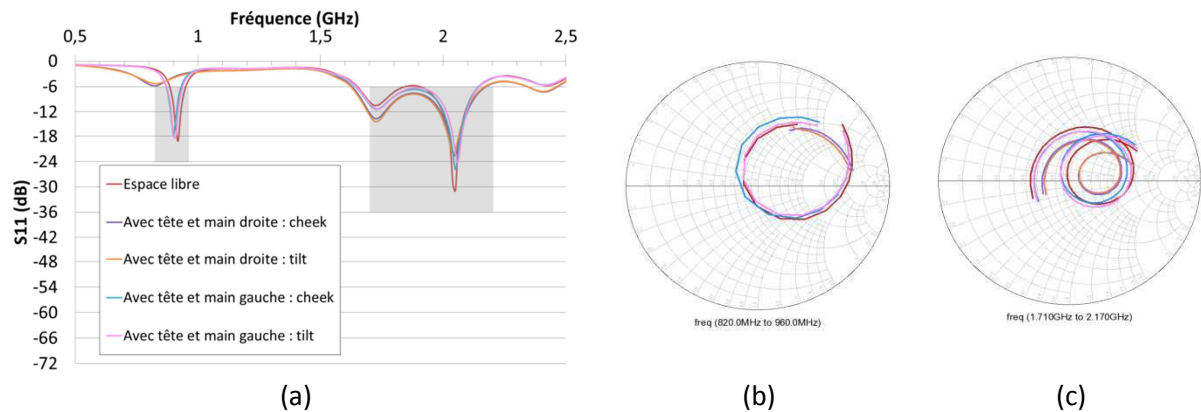 Fréquence (GHz)
0,5 1 1,5 2 2,5
S11 (dB)
0
-6
-12
-18
-24
-30
-36
-42
-48
-54
-60
-66
-72
Espace libre
Avec tête et main droite : cheek
Avec tête et main droite : tilt
Avec tête et main gauche : cheek
Avec tête et main gauche : tilt
freq (820.0MHz to 960.0MHz)
freq (1.710GHz to 2.170GHz)
(a) (b) (c)